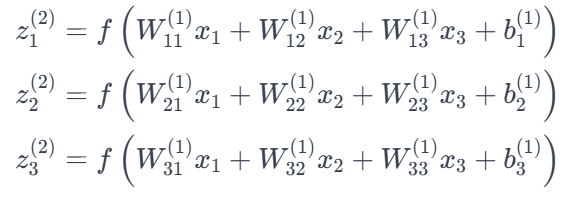 z_1^{(2)} = f\left(W_{11}^{(1)}x_1 + W_{12}^{(1)}x_2 + W_{13}^{(1)}x_3 + b_1^{(1)}\right)
z_2^{(2)} = f\left(W_{21}^{(1)}x_1 + W_{22}^{(1)}x_2 + W_{23}^{(1)}x_3 + b_2^{(1)}\right)
z_3^{(2)} = f\left(W_{31}^{(1)}x_1 + W_{32}^{(1)}x_2 + W_{33}^{(1)}x_3 + b_3^{(1)}\right)